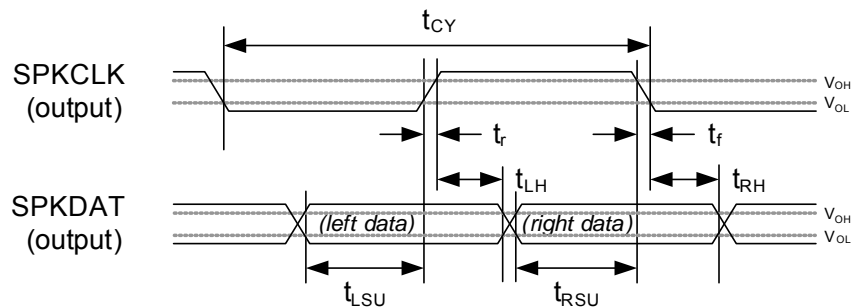 tCY
SPKCLK
(output)
VOH
VOL
tr
tf
tLH
tRH
SPKDAT
(output)
(left data)
(right data)
VOH
VOL
tLSU
tRSU